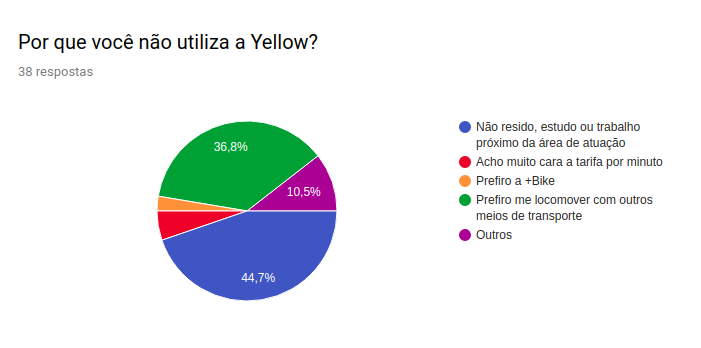 Por que você não utiliza a Yellow?
38 respostas
36,8%
10,5%
44,7%
Não resido, estudo ou trabalho
próximo da área de atuação
Acho muito cara a tarifa por minuto
Prefiro a +Bike
Prefiro me locomover com outros
meios de transporte
Outros